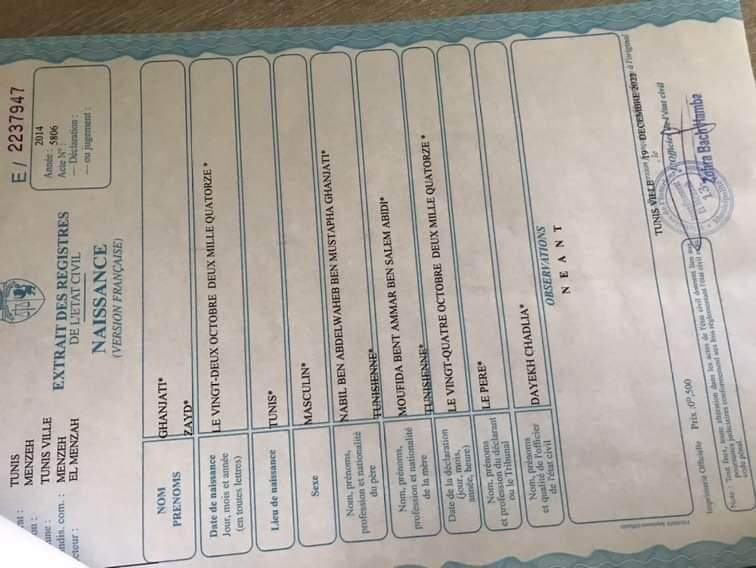 TUNIS
MENZEH
TUNIS VILLE
MENZEH
EL MENZAH
E / 2237947
EXTRAIT DES REGISTRES
DE L'ETAT CIVIL
NAISSANCE
(VERSION FRANÇAISE)
2014
Année : 5806
Acte N° :
— Déclaration :
— ou jugement :
NOM GHANJATI*
PRENOMS ZAYD*
Date de naissance
Jour, mois et année
(en toutes lettres)
LE VINGT-DEUX OCTOBRE DEUX MILLE QUATORZE *
Lieu de naissance TUNIS*
Sexe MASCULIN*
Nom, prénoms,
profession et nationalité
du père
NABIL BEN ABDELWAHEB BEN MUSTAPHA GHANJATI*
TUNISIENNE*
Nom, prénoms,
profession et nationalité
de la mère
MOUFIDA BENT AMMAR BEN SALEM ABIDI*
TUNISIENNE*
Date de la déclaration
(jour, mois,
année, heure)
LE VINGT-QUATRE OCTOBRE DEUX MILLE QUATORZE *
Nom, prénoms
et profession du déclarant
ou le Tribunal
LE PERE*
Nom, prénoms
et qualité de l'officier
de l'état civil
DAYEKH CHADLIA*
OBSERVATIONS
N E A N T
TUNIS VILLE , le 19 DECEMBRE 2022
Zohra Bach Hamba
Imprimerie Officielle Prix : 0ᴰ,500